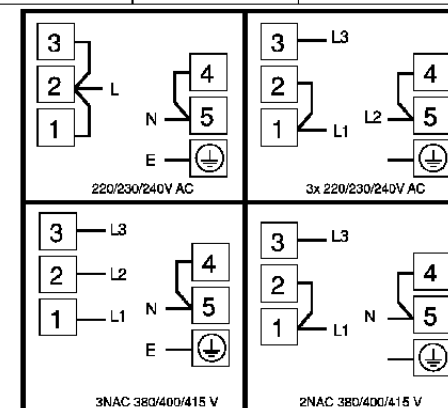 3
2 L
1
4
N 5
E
220/230/240V AC
3 L3
2
1 L1
4
L2 5
3x 220/230/240V AC
3 L3
2 L2
1 L1
4
N 5
E
3NAC 380/400/415 V
3 L3
2
1 L1
4
N 5
2NAC 380/400/415 V